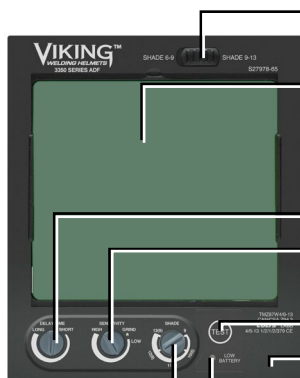 VIKING™
WELDING HELMETS
3350 SERIES ADF
SHADE 6-9
SHADE 9-13
S27978-65
DELAY TIME
LONG
SHORT
SENSITIVITY
HIGH
GRIND
LOW
SHADE
TEST
LOW
BATTERY